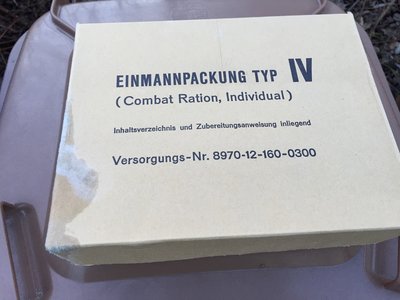 EINMANNPACKUNG TYP IV
(Combat Ration, Individual)
Inhaltsverzeichnis und Zubereitungsanweisung inliegend
Versorgungs-Nr. 8970-12-160-0300